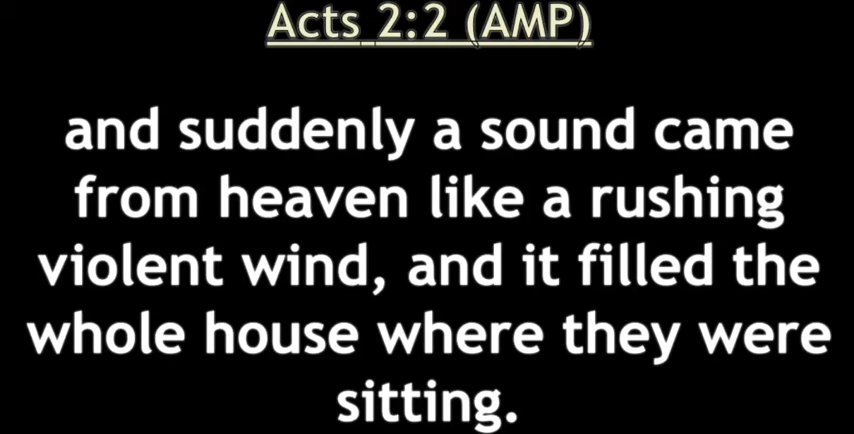 Acts 2:2 (AMP)
and suddenly a sound came
from heaven like a rushing
violent wind, and it filled the
whole house where they were
sitting.